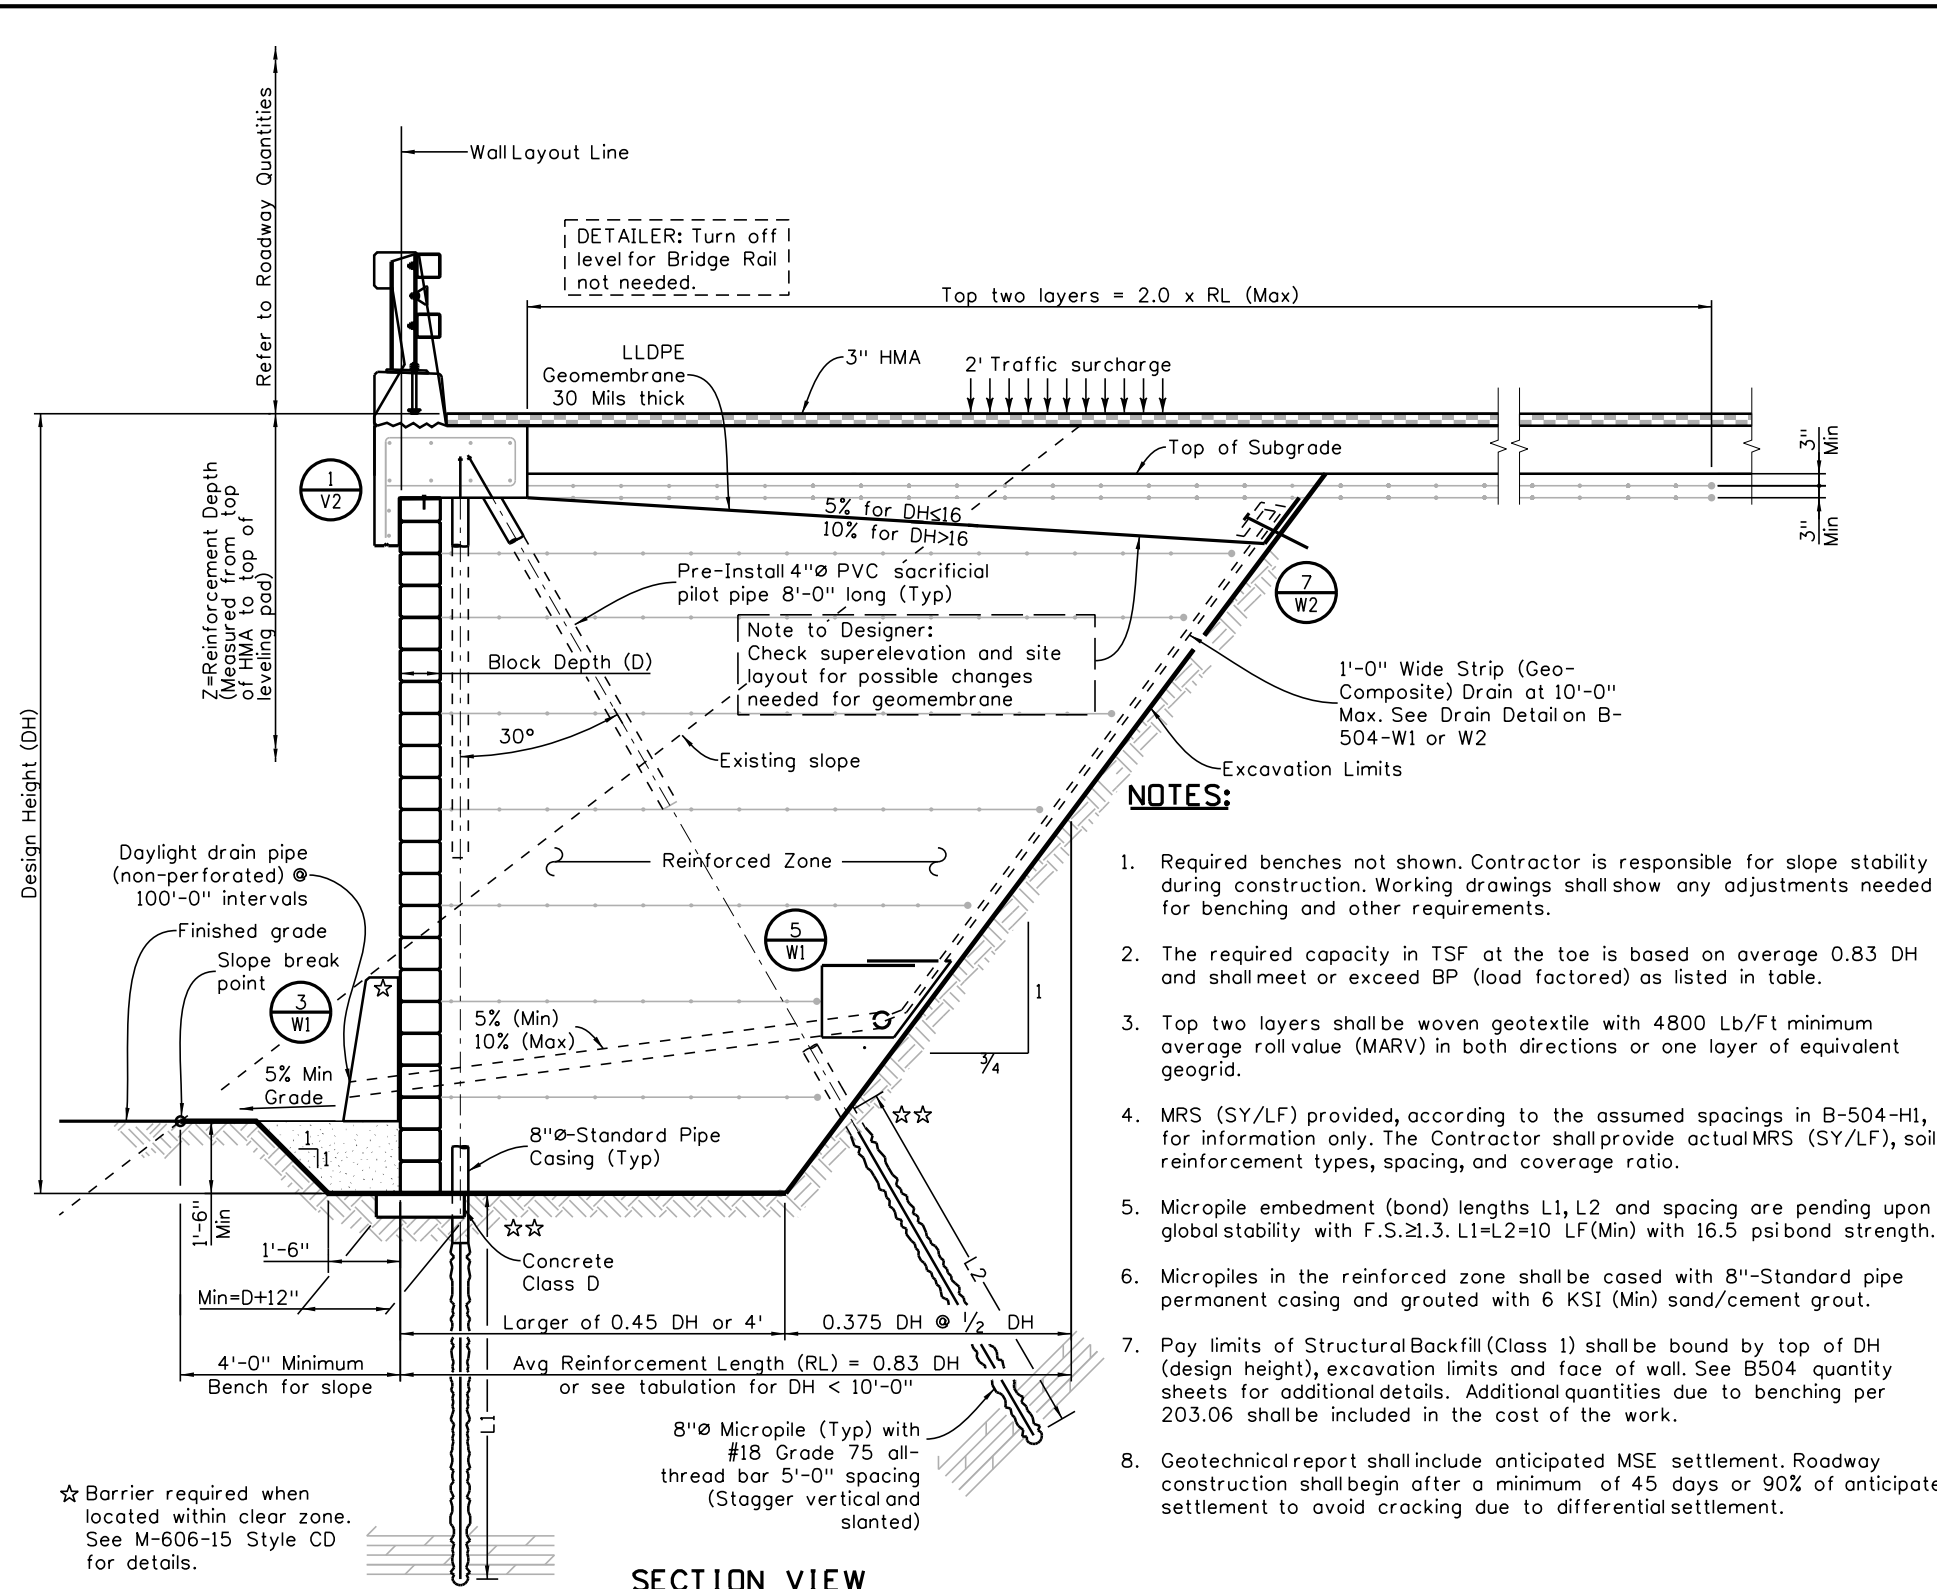 Refer to Roadway Quantities
Wall Layout Line
DETAILER: Turn off
level for Bridge Rail
not needed.
Top two layers = 2.0 x RL (Max)
LLDPE
Geomembrane
30 Mils thick
3" HMA
2' Traffic surcharge
Top of Subgrade
3"
Min
3"
Min
1
V2
Z=Reinforcement Depth
(Measured from top
of HMA to top of
leveling pad)
5% for DH≤16
10% for DH>16
Pre-Install 4"Ø PVC sacrificial
pilot pipe 8'-0" long (Typ)
7
W2
Note to Designer:
Check superelevation and site
layout for possible changes
needed for geomembrane
Block Depth (D)
1'-0" Wide Strip (Geo-
Composite) Drain at 10'-0"
Max. See Drain Detail on B-
504-W1 or W2
30°
Existing slope
Excavation Limits
Design Height (DH)
Daylight drain pipe
(non-perforated) @
100'-0" intervals
Reinforced Zone
Finished grade
Slope break
point
3
W1
☆
5
W1
5% (Min)
10% (Max)
1
3/4
5% Min
Grade
☆☆
1
1
8"Ø-Standard Pipe
Casing (Typ)
1'-6"
Min
☆☆
1'-6"
Concrete
Class D
L2
Min=D+12"
Larger of 0.45 DH or 4'
0.375 DH @ 1/2 DH
4'-0" Minimum
Bench for slope
Avg Reinforcement Length (RL) = 0.83 DH
or see tabulation for DH < 10'-0"
L1
8"Ø Micropile (Typ) with
#18 Grade 75 all-
thread bar 5'-0" spacing
(Stagger vertical and
slanted)
☆ Barrier required when
located within clear zone.
See M-606-15 Style CD
for details.
SECTION VIEW
NOTES:
1. Required benches not shown. Contractor is responsible for slope stability
during construction. Working drawings shall show any adjustments needed
for benching and other requirements.
2. The required capacity in TSF at the toe is based on average 0.83 DH
and shall meet or exceed BP (load factored) as listed in table.
3. Top two layers shall be woven geotextile with 4800 Lb/Ft minimum
average roll value (MARV) in both directions or one layer of equivalent
geogrid.
4. MRS (SY/LF) provided, according to the assumed spacings in B-504-H1,
for information only. The Contractor shall provide actual MRS (SY/LF), soil
reinforcement types, spacing, and coverage ratio.
5. Micropile embedment (bond) lengths L1, L2 and spacing are pending upon
global stability with F.S.≥1.3. L1=L2=10 LF(Min) with 16.5 psi bond strength.
6. Micropiles in the reinforced zone shall be cased with 8"-Standard pipe
permanent casing and grouted with 6 KSI (Min) sand/cement grout.
7. Pay limits of Structural Backfill (Class 1) shall be bound by top of DH
(design height), excavation limits and face of wall. See B504 quantity
sheets for additional details. Additional quantities due to benching per
203.06 shall be included in the cost of the work.
8. Geotechnical report shall include anticipated MSE settlement. Roadway
construction shall begin after a minimum of 45 days or 90% of anticipate
settlement to avoid cracking due to differential settlement.